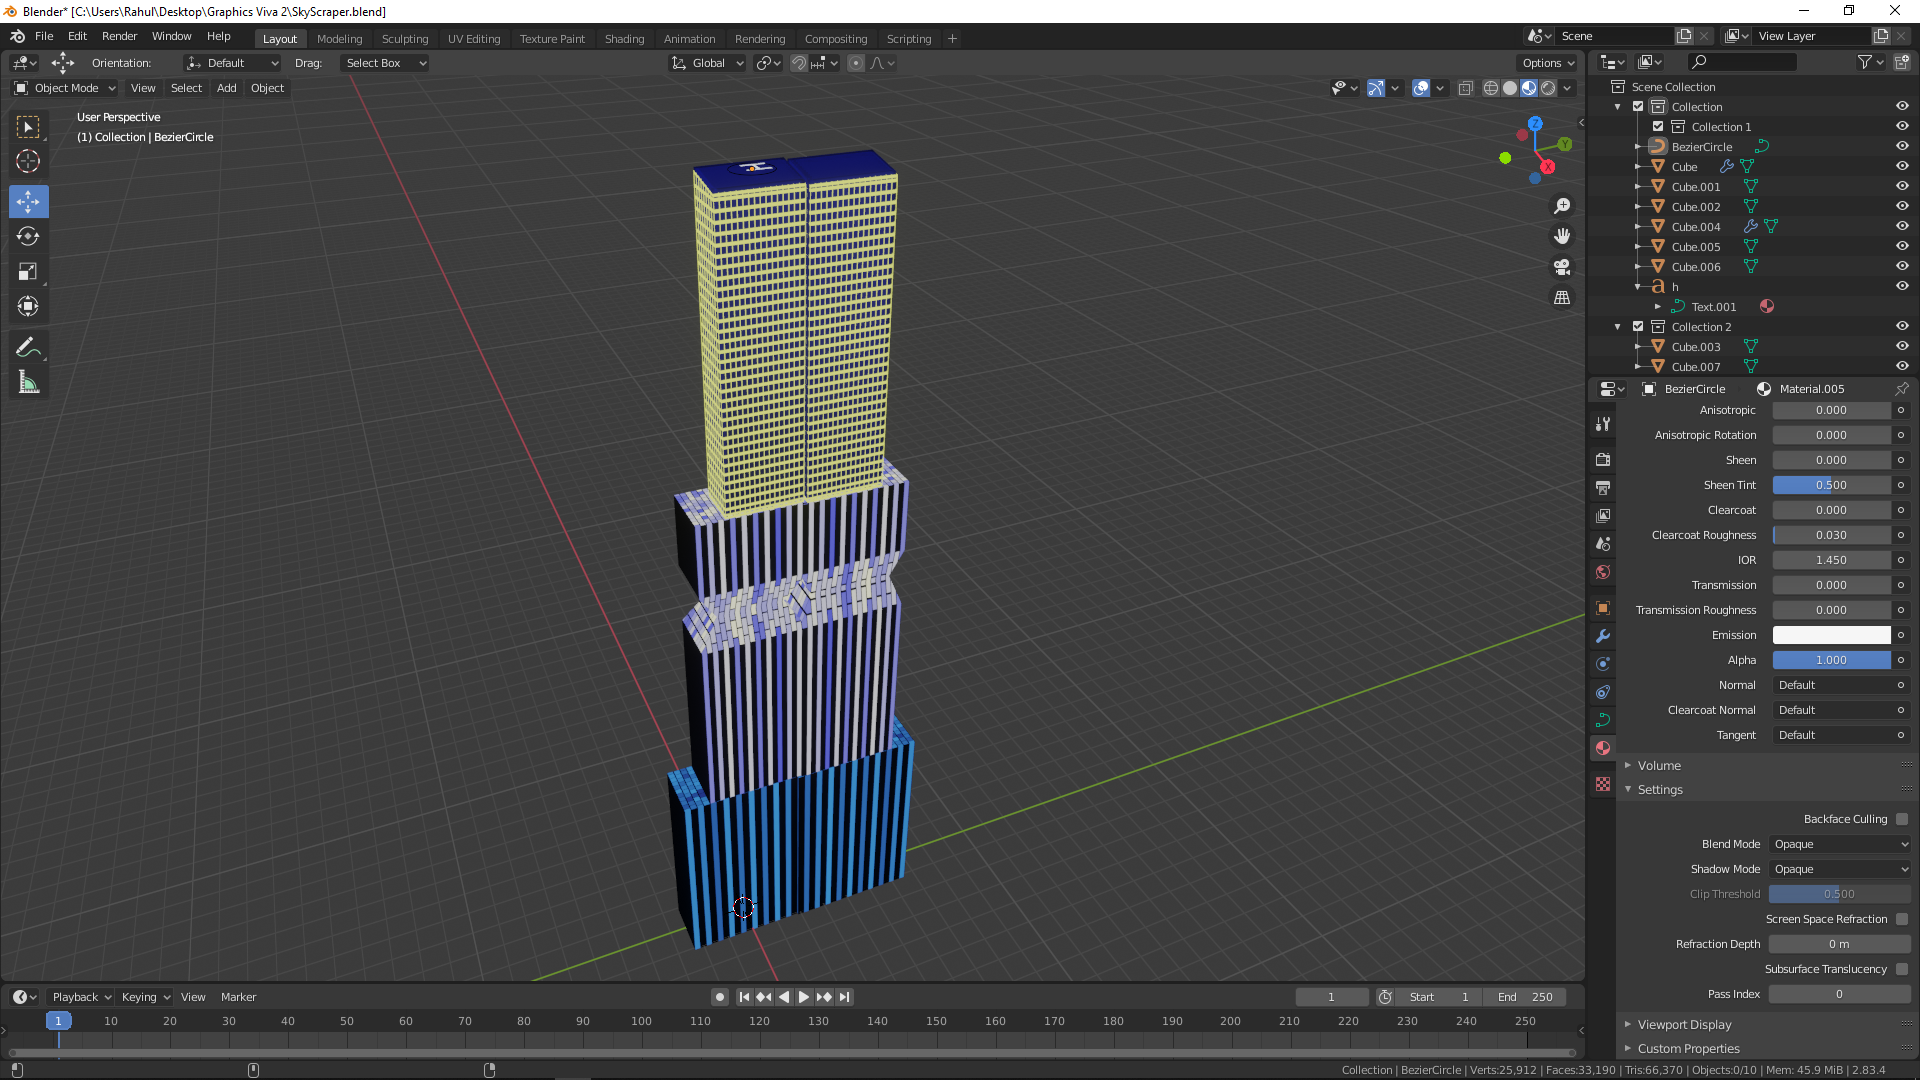 Blender* [C:\Users\Rahul\Desktop\Graphics Viva 2\SkyScraper.blend]
File Edit Render Window Help Layout Modeling Sculpting UV Editing Texture Paint Shading Animation Rendering Compositing Scripting + Scene View Layer
Orientation: Default Drag: Select Box Global Options
Object Mode View Select Add Object
User Perspective
(1) Collection | BezierCircle
Z
Y
X
H
Scene Collection
Collection
Collection 1
BezierCircle
Cube
Cube.001
Cube.002
Cube.004
Cube.005
Cube.006
h
Text.001
Collection 2
Cube.003
Cube.007
BezierCircle Material.005
Anisotropic 0.000
Anisotropic Rotation 0.000
Sheen 0.000
Sheen Tint 0.500
Clearcoat 0.000
Clearcoat Roughness 0.030
IOR 1.450
Transmission 0.000
Transmission Roughness 0.000
Emission
Alpha 1.000
Normal Default
Clearcoat Normal Default
Tangent Default
Volume
Settings
Backface Culling
Blend Mode Opaque
Shadow Mode Opaque
Clip Threshold 0.500
Screen Space Refraction
Refraction Depth 0 m
Subsurface Translucency
Pass Index 0
Viewport Display
Custom Properties
Playback Keying View Marker 1 Start 1 End 250
1 10 20 30 40 50 60 70 80 90 100 110 120 130 140 150 160 170 180 190 200 210 220 230 240 250
Collection | BezierCircle | Verts:25,912 | Faces:33,190 | Tris:66,370 | Objects:0/10 | Mem: 45.9 MiB | 2.83.4